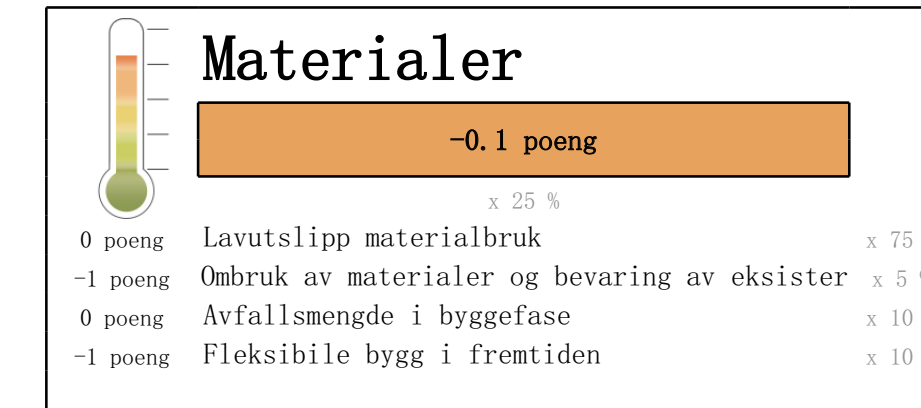 Materialer
-0.1 poeng
x 25 %
0 poeng Lavutslipp materialbruk x 75
-1 poeng Ombruk av materialer og bevaring av eksister x 5
0 poeng Avfallsmengde i byggefase x 10
-1 poeng Fleksibile bygg i fremtiden x 10